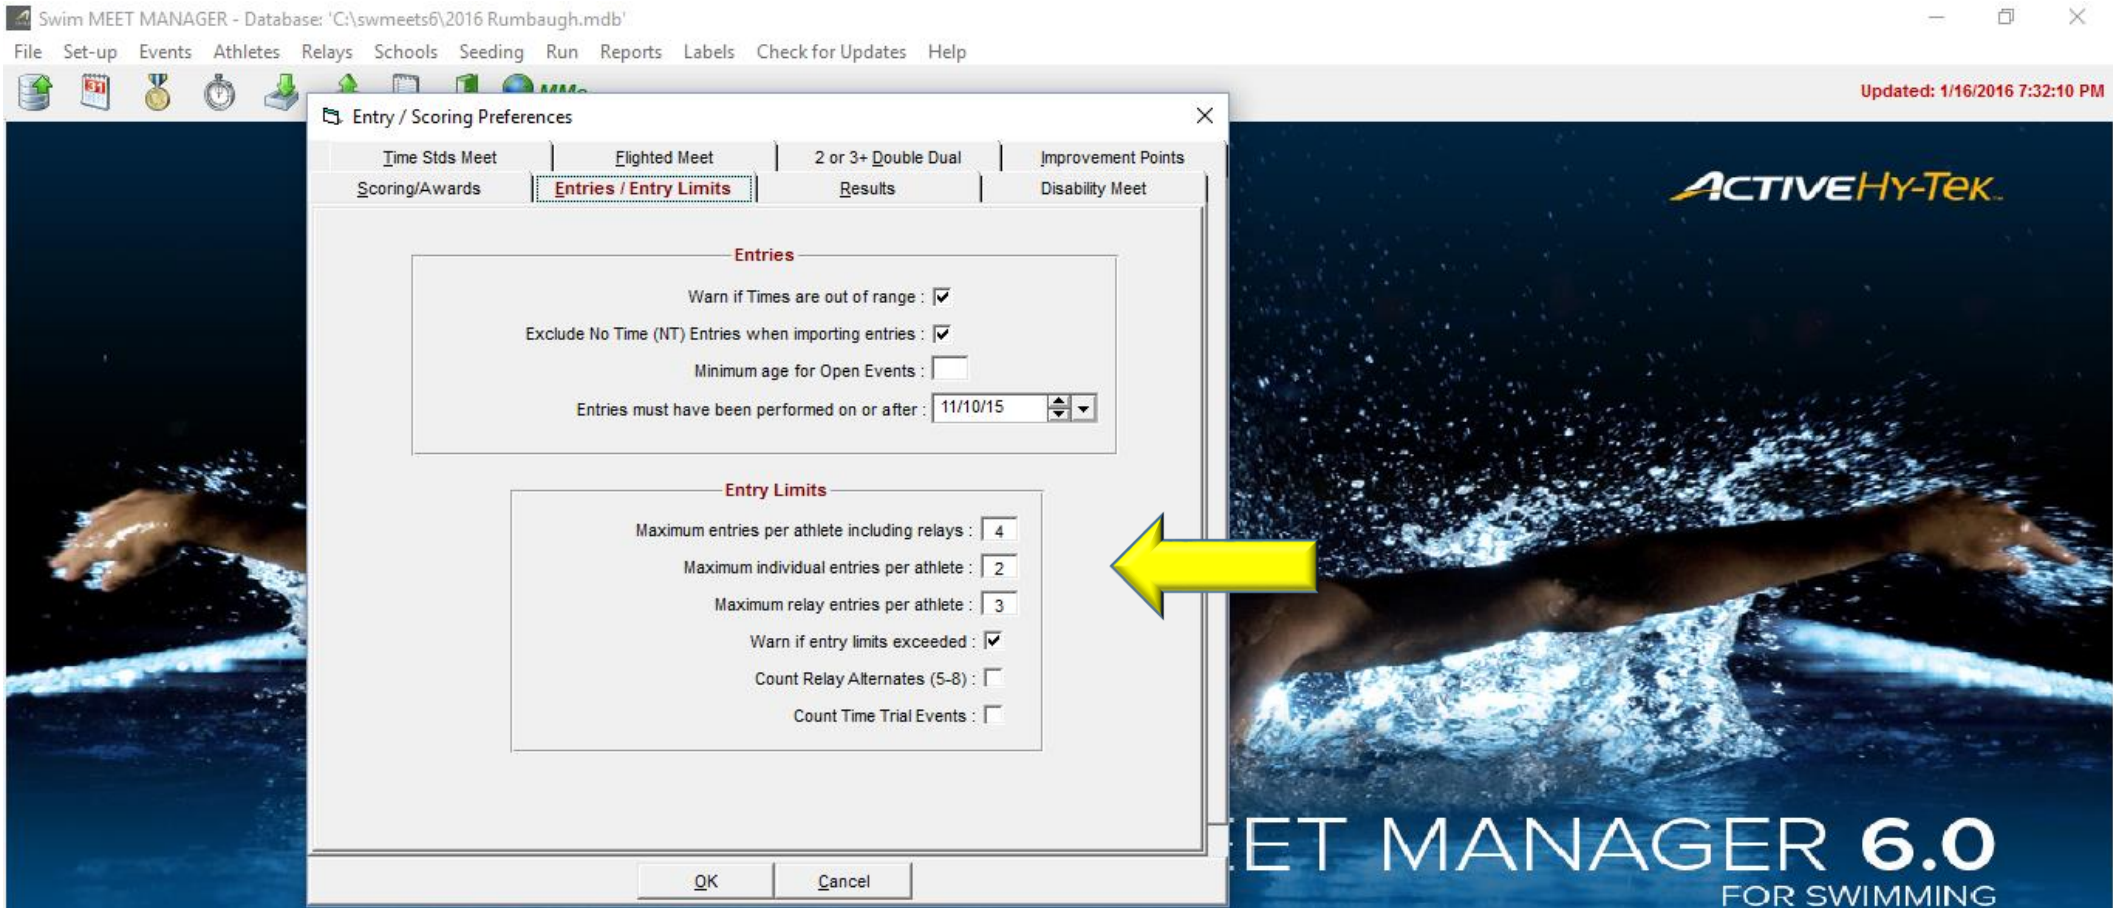 Swim MEET MANAGER - Database: 'C:\swmeets6\2016 Rumbaugh.mdb'
File Set-up Events Athletes Relays Schools Seeding Run Reports Labels Check for Updates Help
31
MMo
Updated: 1/16/2016 7:32:10 PM
Entry / Scoring Preferences
Time Stds Meet Flighted Meet 2 or 3+ Double Dual Improvement Points
Scoring/Awards Entries / Entry Limits Results Disability Meet
ACTIVE HY-TEK
Entries
Warn if Times are out of range :
Exclude No Time (NT) Entries when importing entries :
Minimum age for Open Events :
Entries must have been performed on or after : 11/10/15
Entry Limits
Maximum entries per athlete including relays : 4
Maximum individual entries per athlete : 2
Maximum relay entries per athlete : 3
Warn if entry limits exceeded :
Count Relay Alternates (5-8) :
Count Time Trial Events :
OK Cancel
EET MANAGER 6.0
FOR SWIMMING